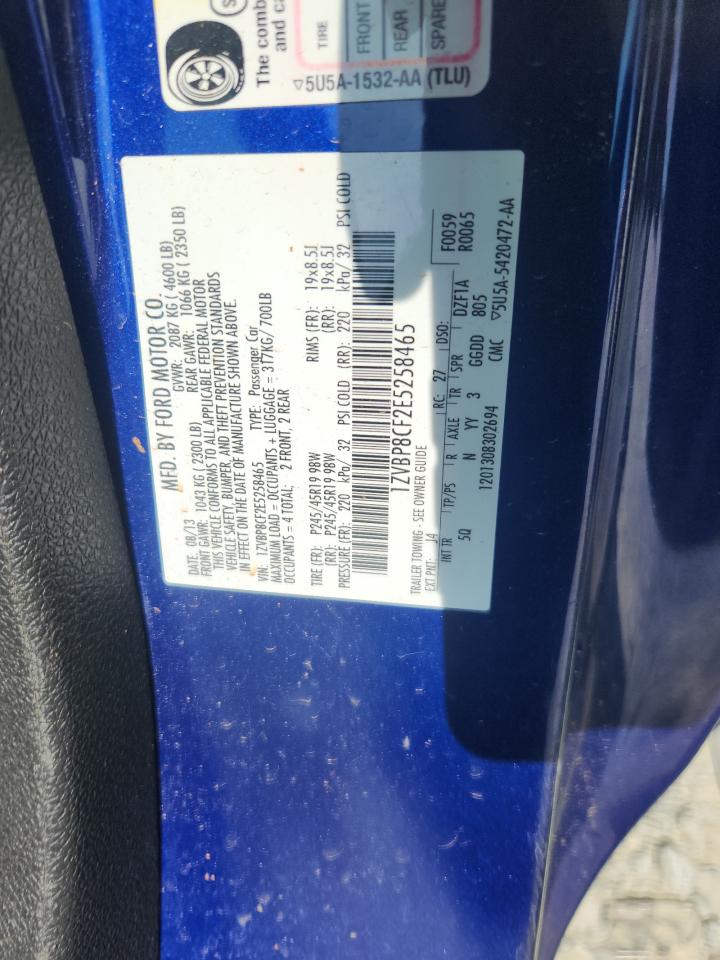 The comb
and ca
TIRE
FRONT
REAR
SPARE
▽5U5A-1532-AA (TLU)
MFD. BY FORD MOTOR CO.
DATE: 08/13 GVWR: 2087 KG ( 4600 LB)
FRONT GAWR: 1043 KG (2300 LB) REAR GAWR: 1066 KG ( 2350 LB)
THIS VEHICLE CONFORMS TO ALL APPLICABLE FEDERAL MOTOR
VEHICLE SAFETY, BUMPER, AND THEFT PREVENTION STANDARDS
IN EFFECT ON THE DATE OF MANUFACTURE SHOWN ABOVE.
VIN: 1ZVBP8CF2E5258465 TYPE: Passenger Car
MAXIMUM LOAD = OCCUPANTS + LUGGAGE = 317KG/ 700LB
OCCUPANTS = 4 TOTAL: 2 FRONT, 2 REAR
TIRE (FR): P245/45R19 98W RIMS (FR): 19x8.5J
(RR): P245/45R19 98W (RR): 19x8.5J
PRESSURE (FR): 220 kPa/ 32 PSI COLD (RR): 220 kPa/ 32 PSI COLD
1ZVBP8CF2E5258465
TRAILER TOWING - SEE OWNER GUIDE
EXT PNT: J4 RC: 27 DSO: F0059
INT TR TP/PS R AXLE TR SPR DZF1A R0065
5Q N YY 3 GGDD 805
1201308302694 CMC ▽5U5A-5420472-AA